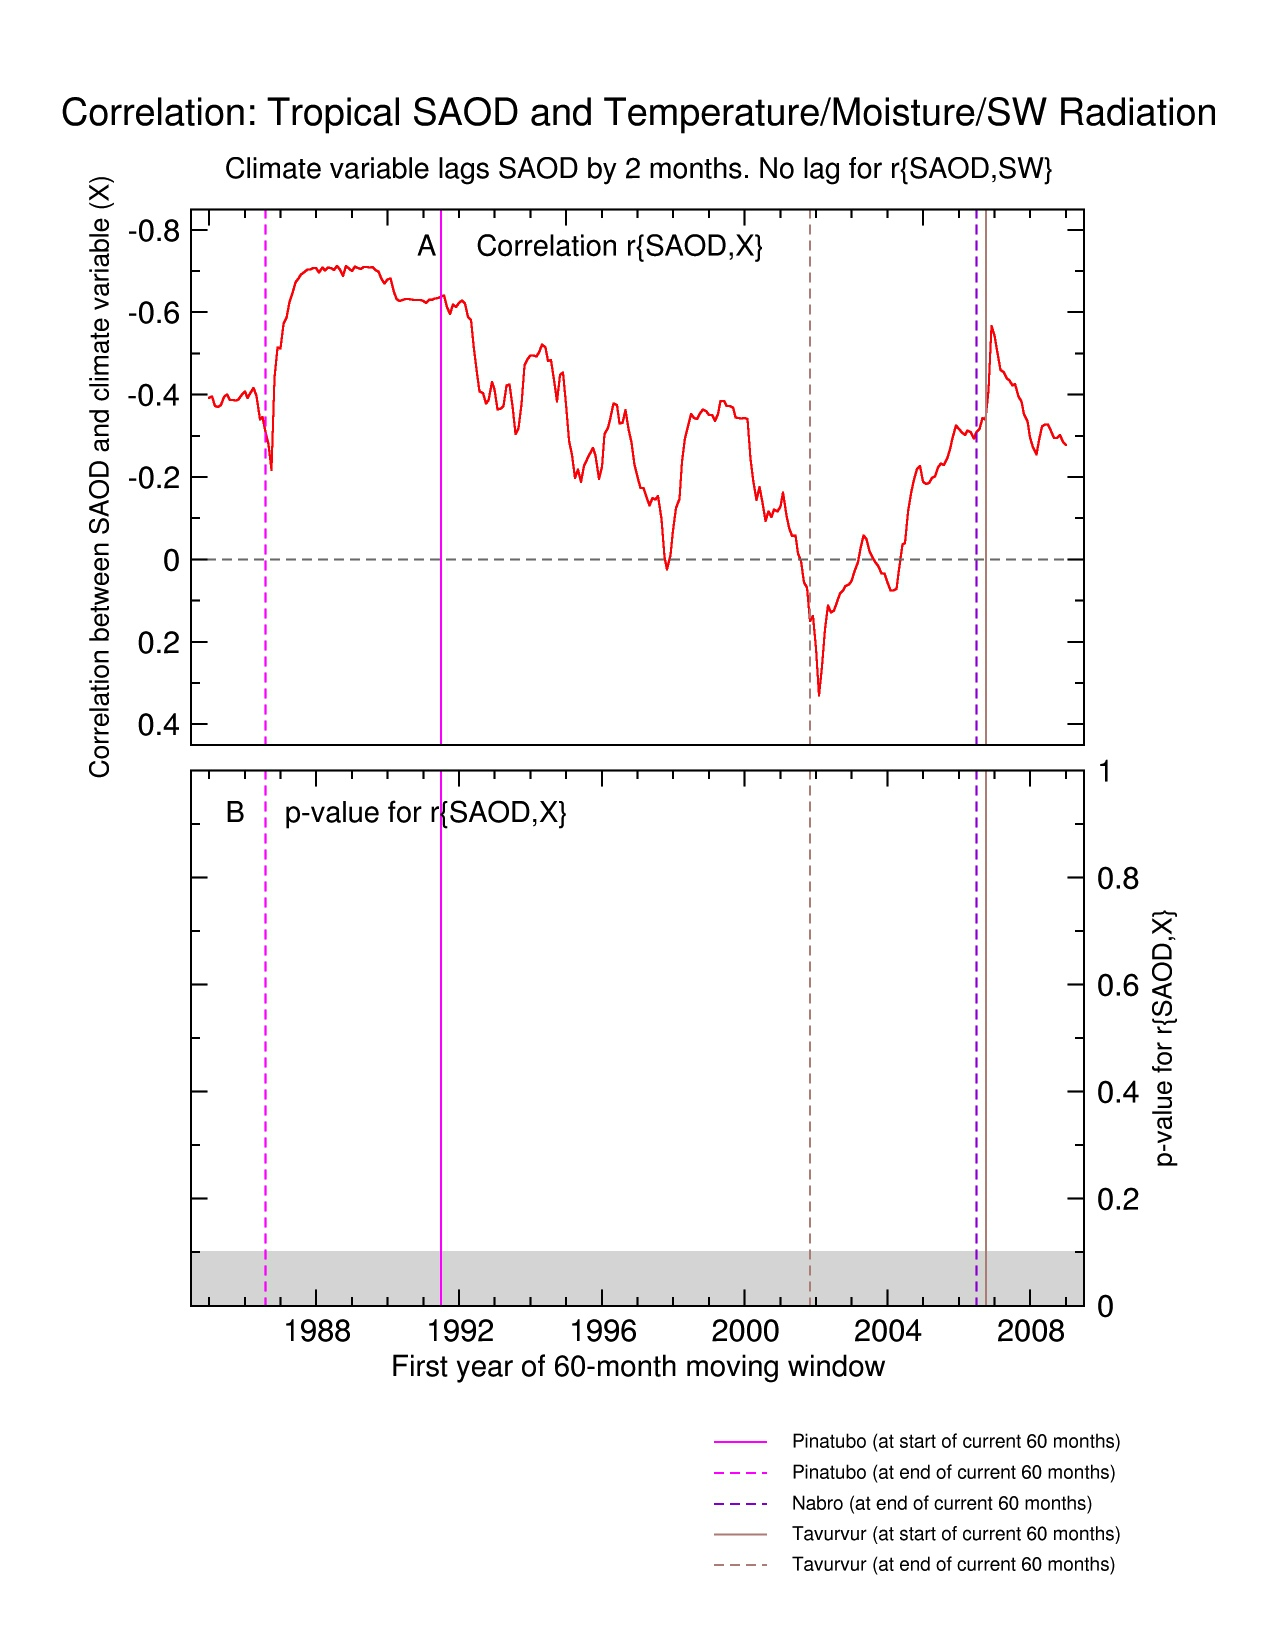 Correlation: Tropical SAOD and Temperature/Moisture/SW Radiation
Climate variable lags SAOD by 2 months. No lag for r{SAOD,SW}
Correlation between SAOD and climate variable (X)
A Correlation r{SAOD,X}
-0.8
-0.6
-0.4
-0.2
0
0.2
0.4
B p-value for r{SAOD,X}
1
0.8
0.6
0.4
0.2
0
p-value for r{SAOD,X}
1988 1992 1996 2000 2004 2008
First year of 60-month moving window
Pinatubo (at start of current 60 months)
Pinatubo (at end of current 60 months)
Nabro (at end of current 60 months)
Tavurvur (at start of current 60 months)
Tavurvur (at end of current 60 months)